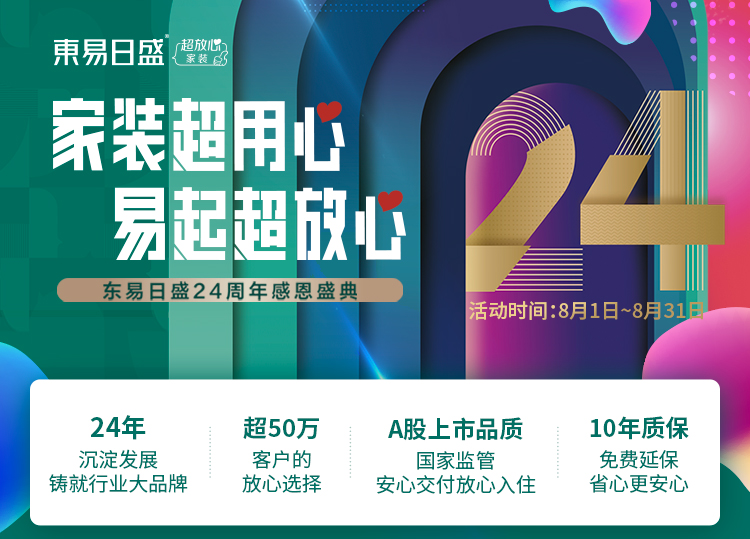 東易日盛®
超放心
家装
家装超用心
易起超放心
东易日盛24周年感恩盛典
24
活动时间:8月1日~8月31日
24年
沉淀发展
铸就行业大品牌
超50万
客户的
放心选择
A股上市品质
国家监管
安心交付放心入住
10年质保
免费延保
省心更安心